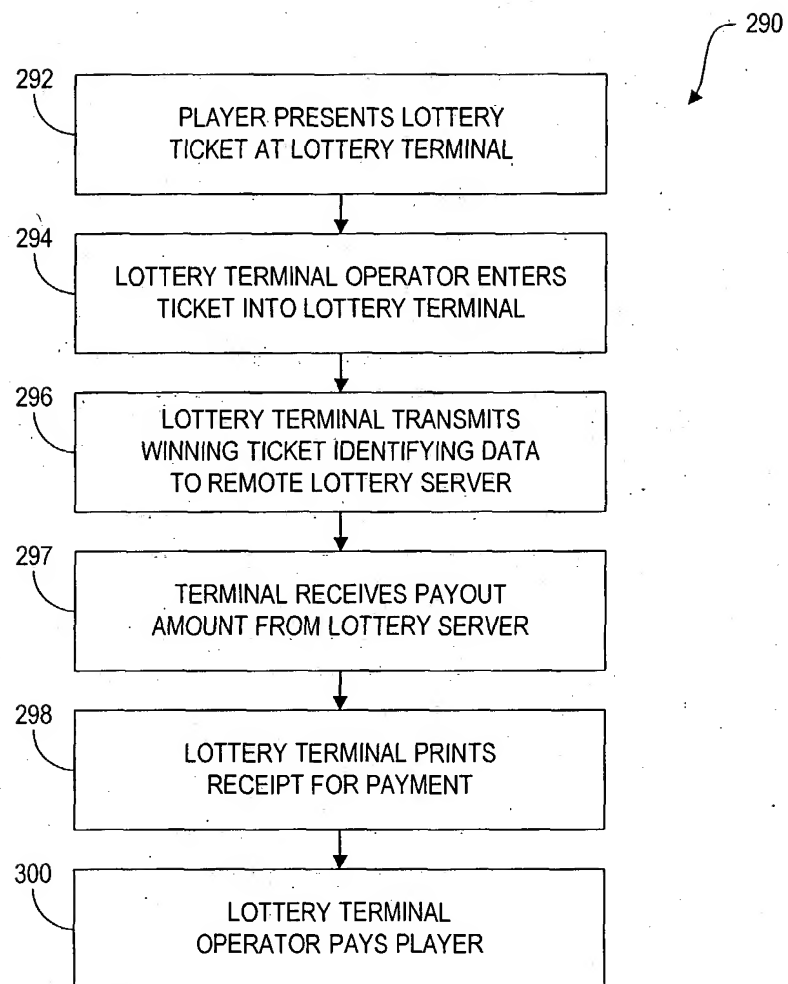 290
292
PLAYER PRESENTS LOTTERY
TICKET AT LOTTERY TERMINAL
294
LOTTERY TERMINAL OPERATOR ENTERS
TICKET INTO LOTTERY TERMINAL
296
LOTTERY TERMINAL TRANSMITS
WINNING TICKET IDENTIFYING DATA
TO REMOTE LOTTERY SERVER
297
TERMINAL RECEIVES PAYOUT
AMOUNT FROM LOTTERY SERVER
298
LOTTERY TERMINAL PRINTS
RECEIPT FOR PAYMENT
300
LOTTERY TERMINAL
OPERATOR PAYS PLAYER